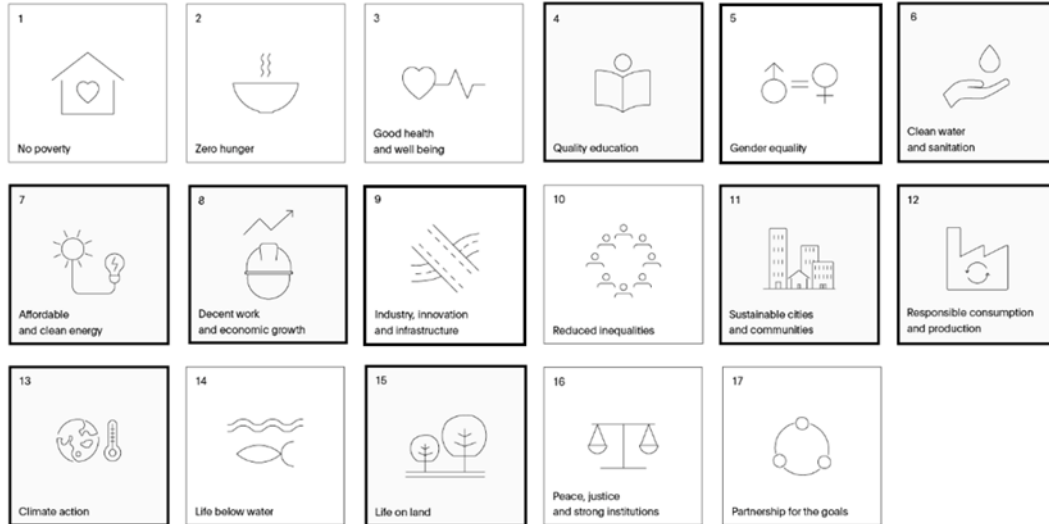 1
No poverty
2
Zero hunger
3
Good health
and well being
4
Quality education
5
Gender equality
6
Clean water
and sanitation
7
Affordable
and clean energy
8
Decent work
and economic growth
9
Industry, innovation
and infrastructure
10
Reduced inequalities
11
Sustainable cities
and communities
12
Responsible consumption
and production
13
Climate action
14
Life below water
15
Life on land
16
Peace, justice
and strong institutions
17
Partnership for the goals